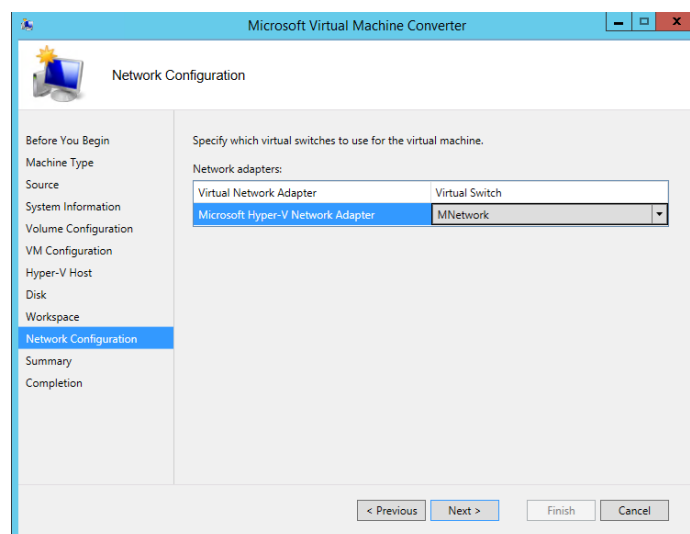 Microsoft Virtual Machine Converter
Network Configuration
Before You Begin
Machine Type
Source
System Information
Volume Configuration
VM Configuration
Hyper-V Host
Disk
Workspace
Network Configuration
Summary
Completion
Specify which virtual switches to use for the virtual machine.
Network adapters:
Virtual Network Adapter Virtual Switch
Microsoft Hyper-V Network Adapter MNetwork
< Previous Next > Finish Cancel